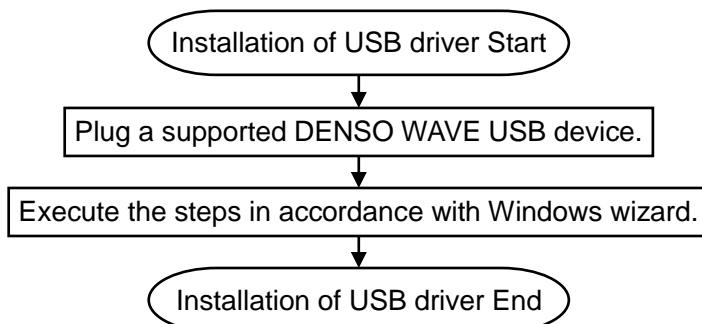 Installation of USB driver Start
Plug a supported DENSO WAVE USB device.
Execute the steps in accordance with Windows wizard.
Installation of USB driver End